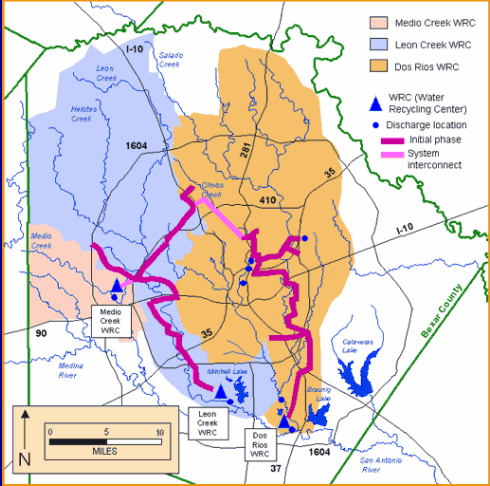 Medio Creek WRC
Leon Creek WRC
Dos Rios WRC
WRC (Water
Recycling Center)
Discharge location
Initial phase
System
interconnect
I-10
Salado
Creek
Leon
Creek
Helotes
Creek
1604
281
35
Olmos
Creek
410
I-10
Medio
Creek
Medio
Creek
WRC
90
35
Medina
River
Mitchell Lake
Calaveras
Lake
Braunig
Lake
Bexar County
Leon
Creek
WRC
Dos
Rios
WRC
37
1604
San Antonio
River
0 5 10
MILES
N